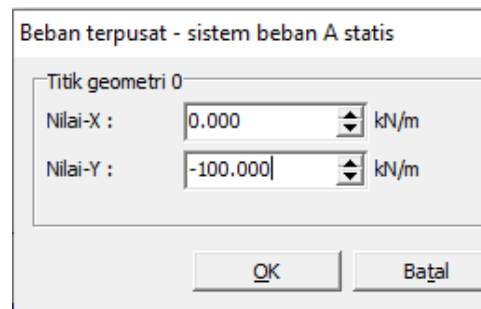 Beban terpusat - sistem beban A statis
Titik geometri 0
Nilai-X : 0.000 kN/m
Nilai-Y : -100.000 kN/m
OK Batal